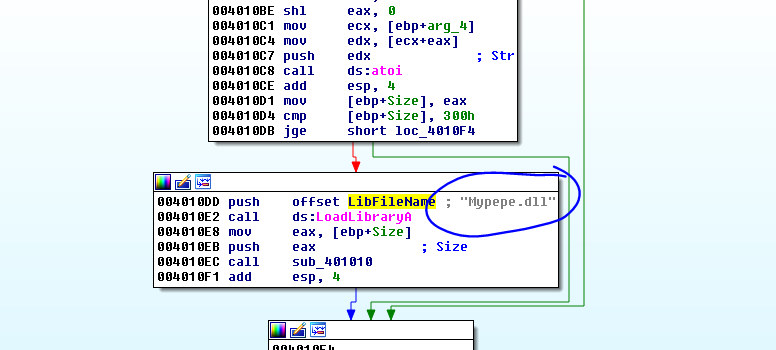 004010BE shl eax, 0
004010C1 mov ecx, [ebp+arg_4]
004010C4 mov edx, [ecx+eax]
004010C7 push edx ; Str
004010C8 call ds:atoi
004010CE add esp, 4
004010D1 mov [ebp+Size], eax
004010D4 cmp [ebp+Size], 300h
004010DB jge short loc_4010F4
004010DD push offset LibFileName ; "Mypepe.dll"
004010E2 call ds:LoadLibraryA
004010E8 mov eax, [ebp+Size]
004010EB push eax ; Size
004010EC call sub_401010
004010F1 add esp, 4
004010F4